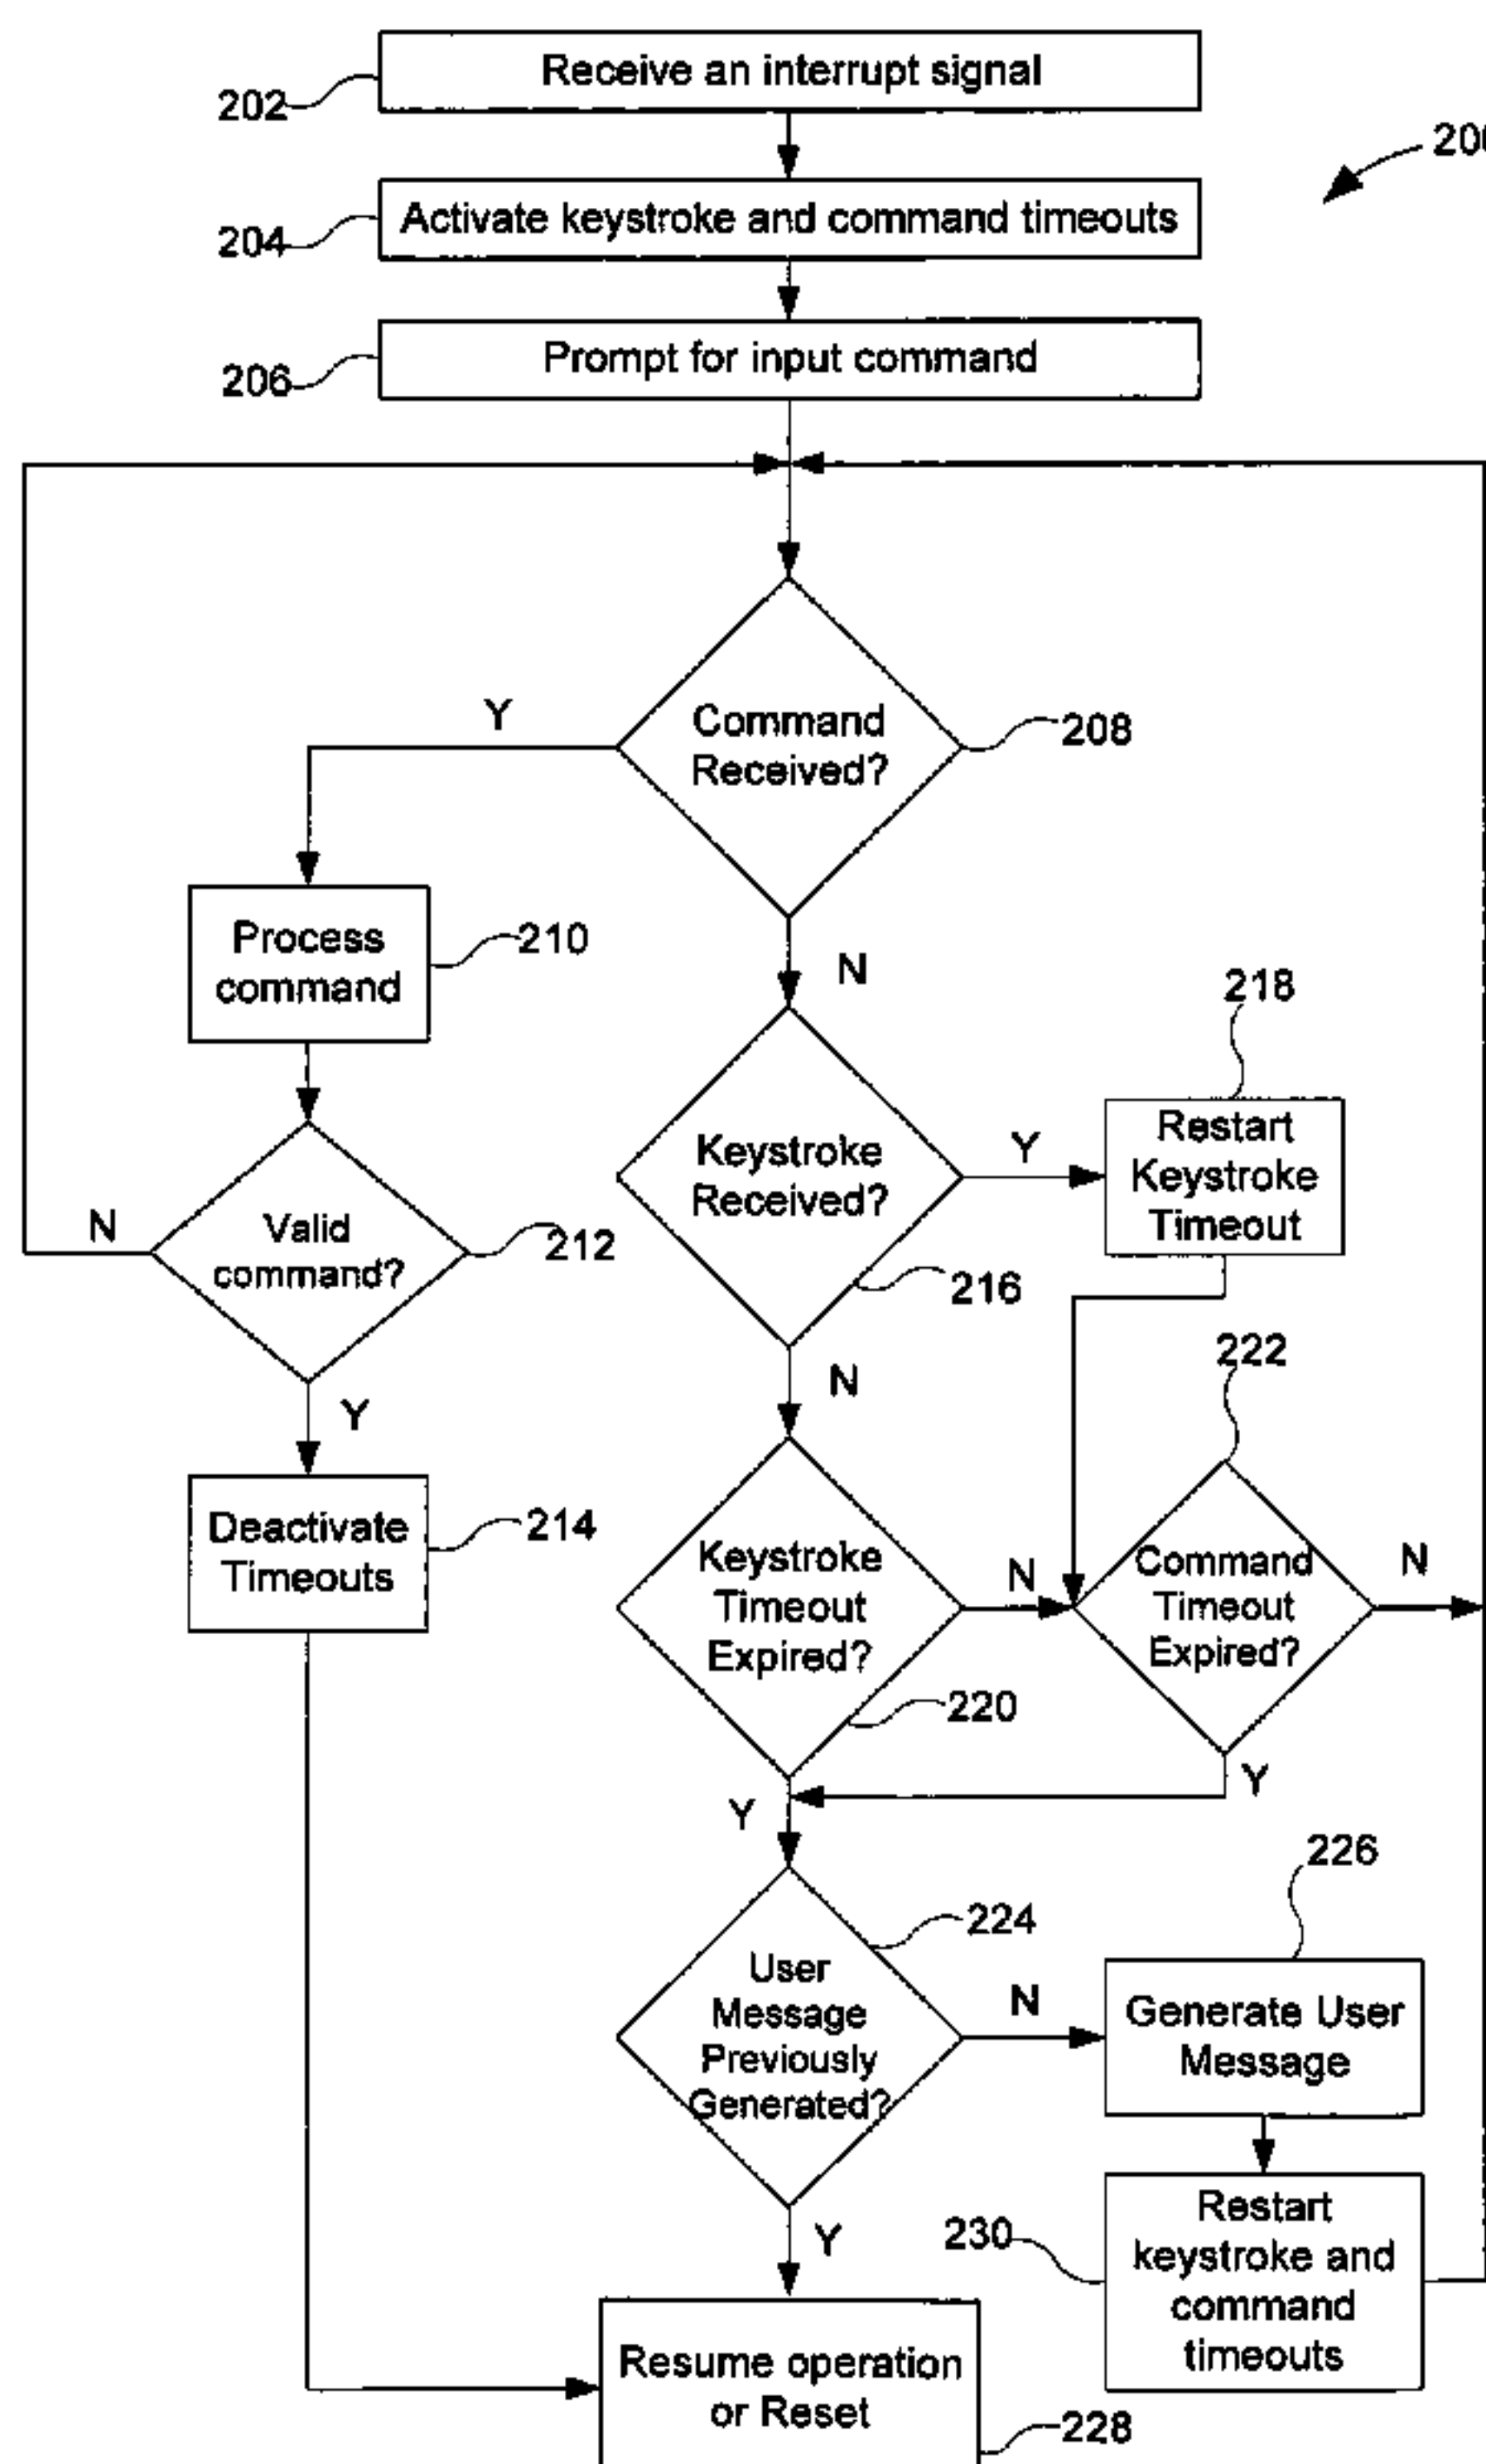 Receive an interrupt signal
202
Activate keystroke and command timeouts
204
Prompt for input command
206
Command
Received?
208
Y
N
Process
command
210
Valid
command?
212
N
Y
Deactivate
Timeouts
214
Keystroke
Received?
216
Y
N
218
Restart
Keystroke
Timeout
Keystroke
Timeout
Expired?
220
N
Y
222
Command
Timeout
Expired?
N
Y
User
Message
Previously
Generated?
224
N
Y
226
Generate User
Message
230
Restart
keystroke and
command
timeouts
Resume operation
or Reset
228